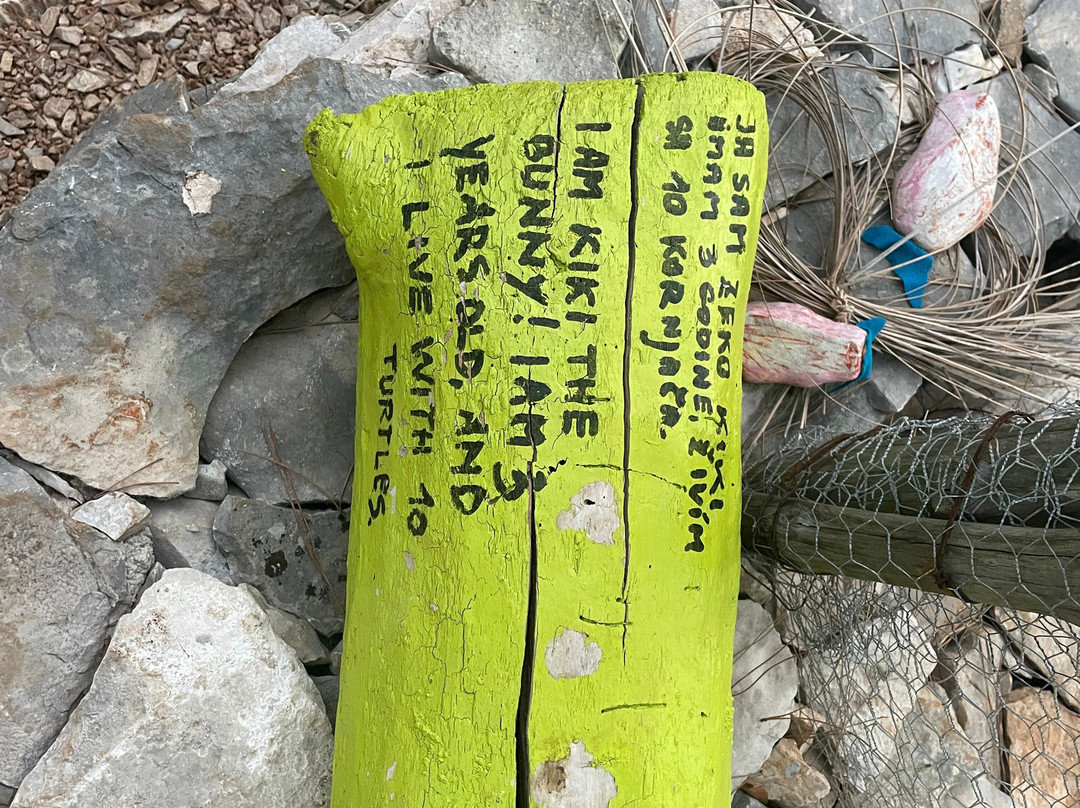 JA SAM ZEKO KIKI
imam 3 GODINE, ŽiVim
SA 10 KORNJaČA.
I AM KIKI THE
BUNNY! I AM 3
YEARS OLD, AND
I LIVE WITH 10
TURTLES.